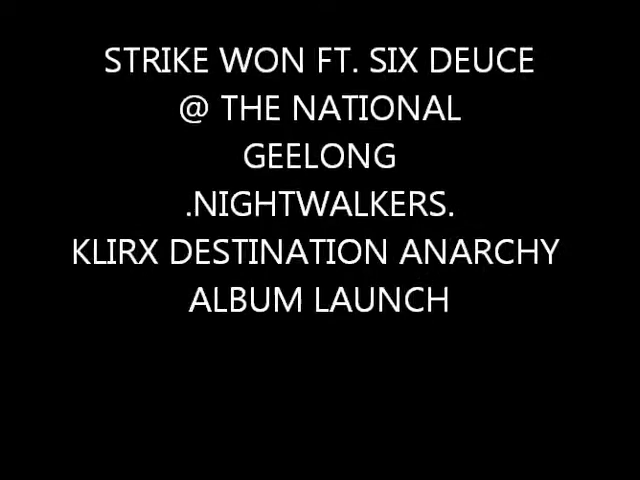 STRIKE WON FT. SIX DEUCE
@ THE NATIONAL
GEELONG
.NIGHTWALKERS.
KLIRX DESTINATION ANARCHY
ALBUM LAUNCH